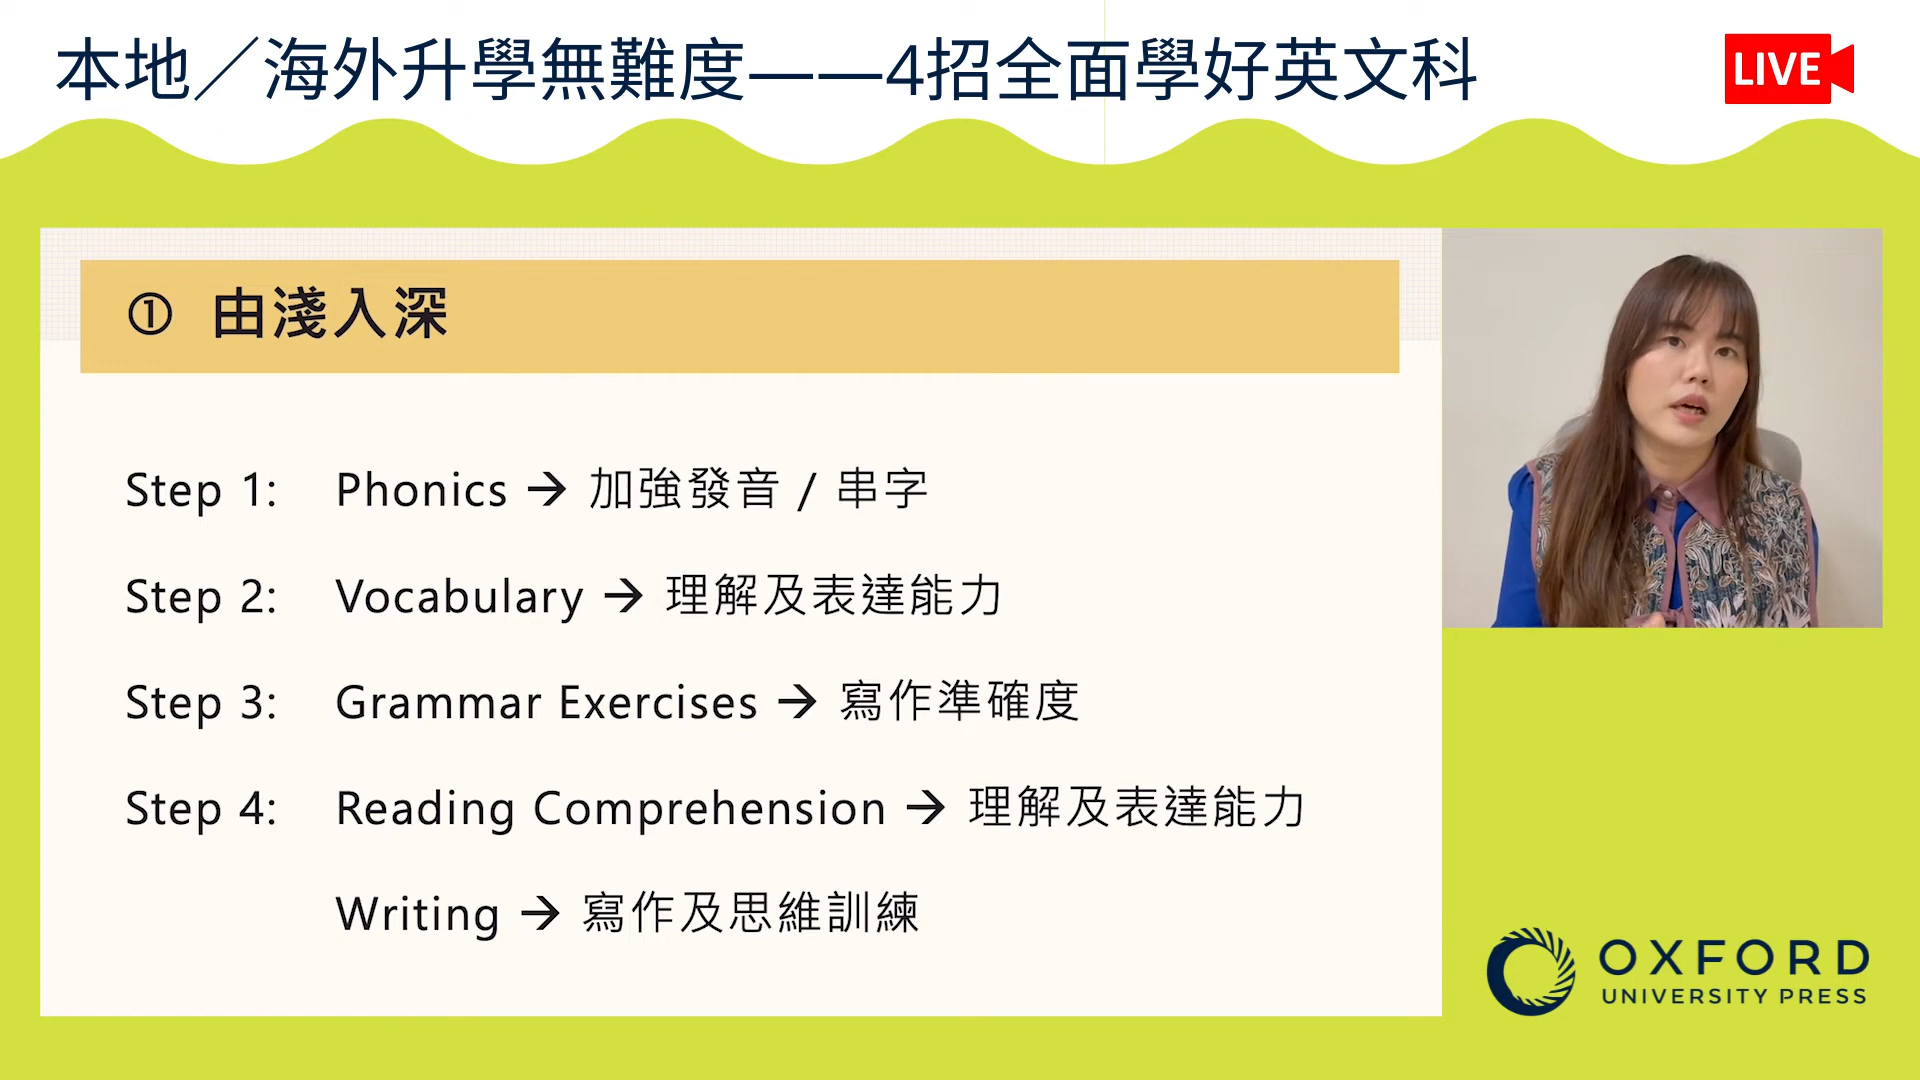 本地／海外升學無難度——4招全面學好英文科
LIVE
① 由淺入深
Step 1: Phonics → 加強發音 / 串字
Step 2: Vocabulary → 理解及表達能力
Step 3: Grammar Exercises → 寫作準確度
Step 4: Reading Comprehension → 理解及表達能力
Writing → 寫作及思維訓練
OXFORD
UNIVERSITY PRESS